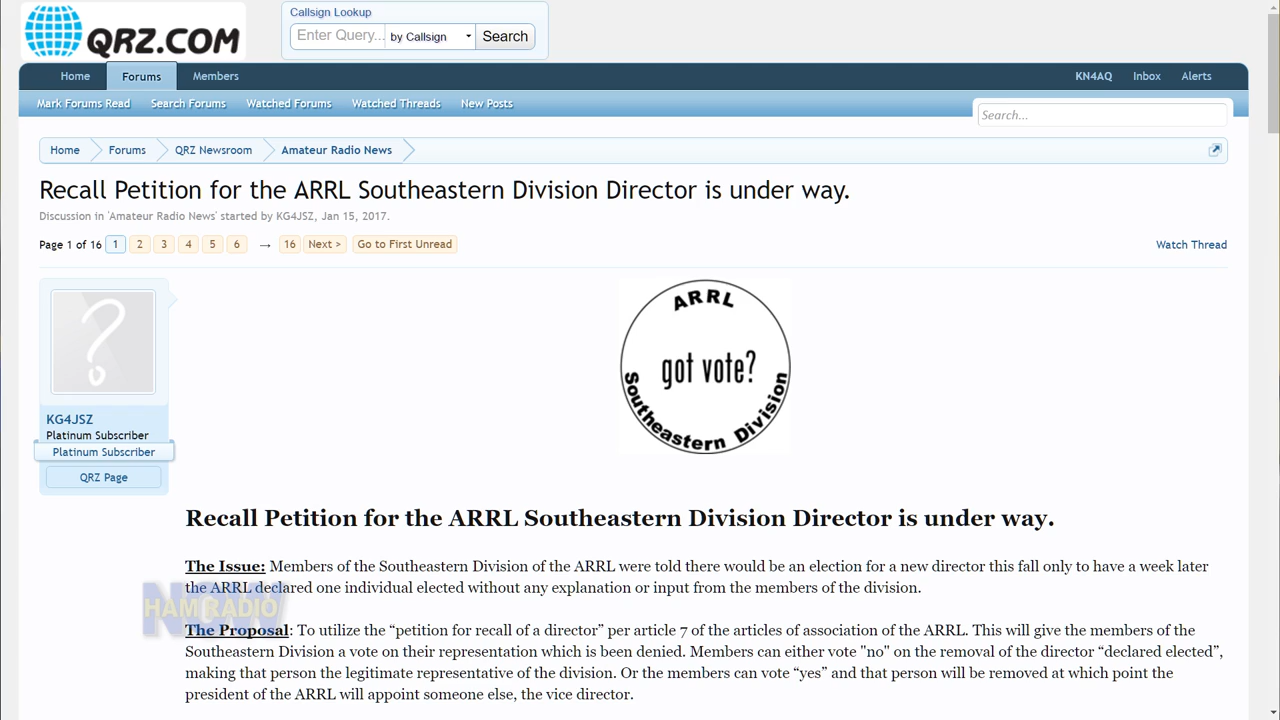 QRZ.COM
Callsign Lookup
Enter Query... by Callsign Search
Home Forums Members KN4AQ Inbox Alerts
Mark Forums Read Search Forums Watched Forums Watched Threads New Posts
Search...
Home Forums QRZ Newsroom Amateur Radio News
Recall Petition for the ARRL Southeastern Division Director is under way.
Discussion in 'Amateur Radio News' started by KG4JSZ, Jan 15, 2017.
Page 1 of 16 1 2 3 4 5 6 → 16 Next > Go to First Unread Watch Thread
ARRL
got vote?
Southeastern Division
?
KG4JSZ
Platinum Subscriber
Platinum Subscriber
QRZ Page
Recall Petition for the ARRL Southeastern Division Director is under way.
The Issue: Members of the Southeastern Division of the ARRL were told there would be an election for a new director this fall only to have a week later
the ARRL declared one individual elected without any explanation or input from the members of the division.
NOW
HAM RADIO
The Proposal: To utilize the “petition for recall of a director” per article 7 of the articles of association of the ARRL. This will give the members of the
Southeastern Division a vote on their representation which is been denied. Members can either vote "no" on the removal of the director “declared elected”,
making that person the legitimate representative of the division. Or the members can vote “yes” and that person will be removed at which point the
president of the ARRL will appoint someone else, the vice director.